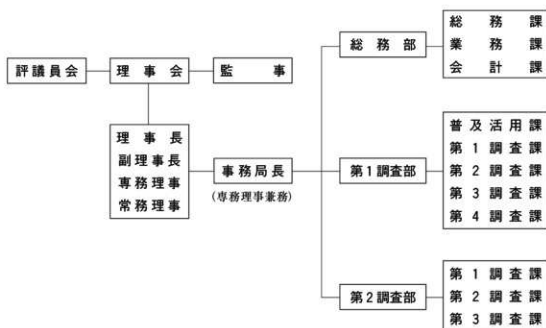 総務課
業務課
会計課
総務部
評議員会
理事会
監事
理事長
副理事長
専務理事
常務理事
事務局長
(専務理事兼務)
第1調査部
普及活用課
第1調査課
第2調査課
第3調査課
第4調査課
第2調査部
第1調査課
第2調査課
第3調査課